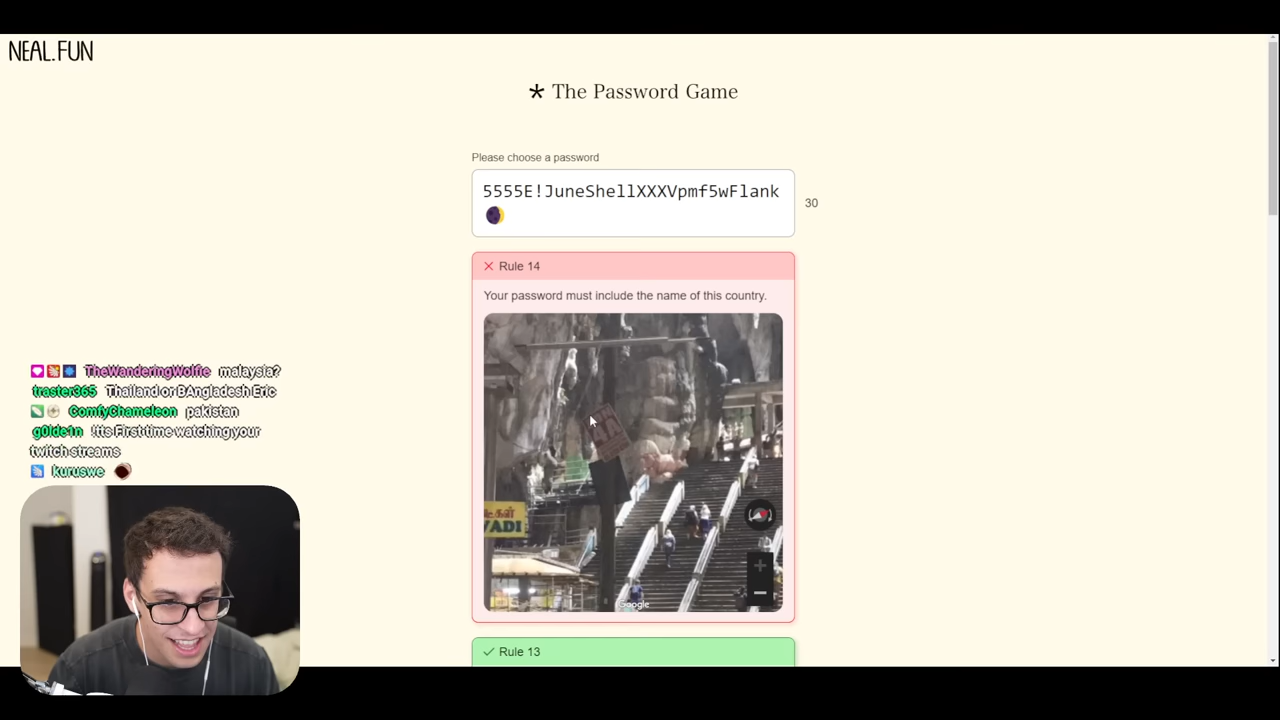 NEAL.FUN
* The Password Game
Please choose a password
5555E!JuneShellXXXVpmf5wFlank
🌒
30
Rule 14
Your password must include the name of this country.
VADI
Google
Rule 13
TheWanderingWolfie malaysia?
traster365 Thailand or BAngladesh Eric
ComfyChameleon pakistan
g0lde1n !tts First time watching your
twitch streams
kuruswe